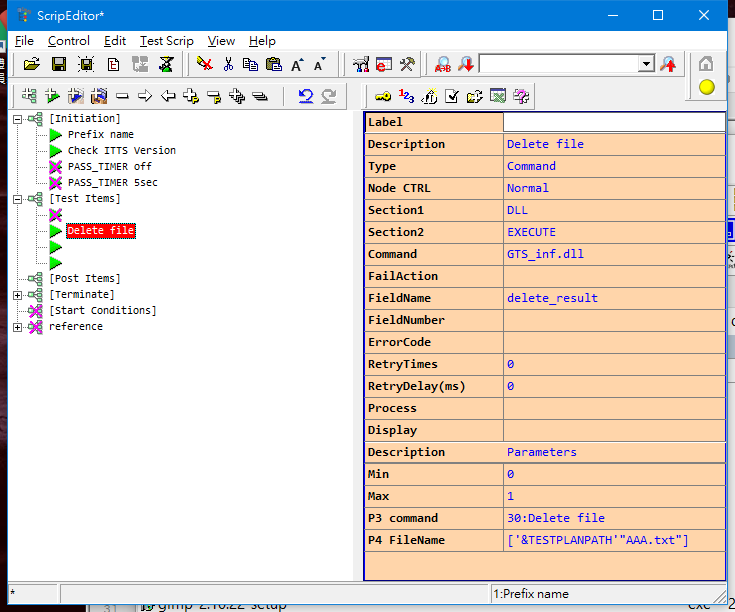 ScripEditor*
File Control Edit Test Scrip View Help
[Initiation]
Prefix name
Check ITTS Version
PASS_TIMER off
PASS_TIMER 5sec
[Test Items]
Delete file
[Post Items]
[Terminate]
[Start Conditions]
reference
Label
Description Delete file
Type Command
Node CTRL Normal
Section1 DLL
Section2 EXECUTE
Command GTS_inf.dll
FailAction
FieldName delete_result
FieldNumber
ErrorCode
RetryTimes 0
RetryDelay(ms) 0
Process
Display
Description Parameters
Min 0
Max 1
P3 command 30:Delete file
P4 FileName ['&TESTPLANPATH'"AAA.txt"]
* 1:Prefix name